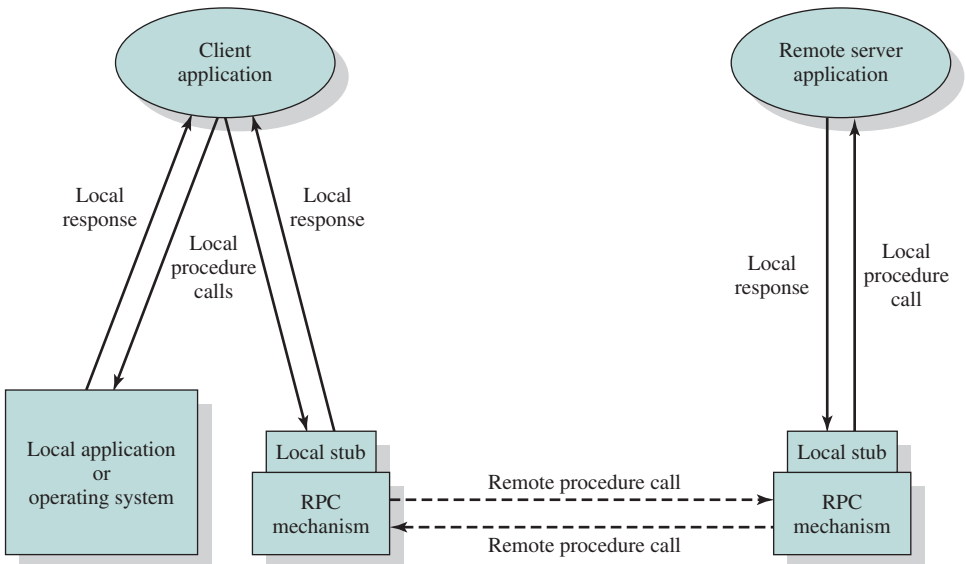 Client
application
Remote server
application
Local
response
Local
procedure
calls
Local
response
Local
response
Local
procedure
call
Local application
or
operating system
Local stub
RPC
mechanism
Remote procedure call
Remote procedure call
Local stub
RPC
mechanism